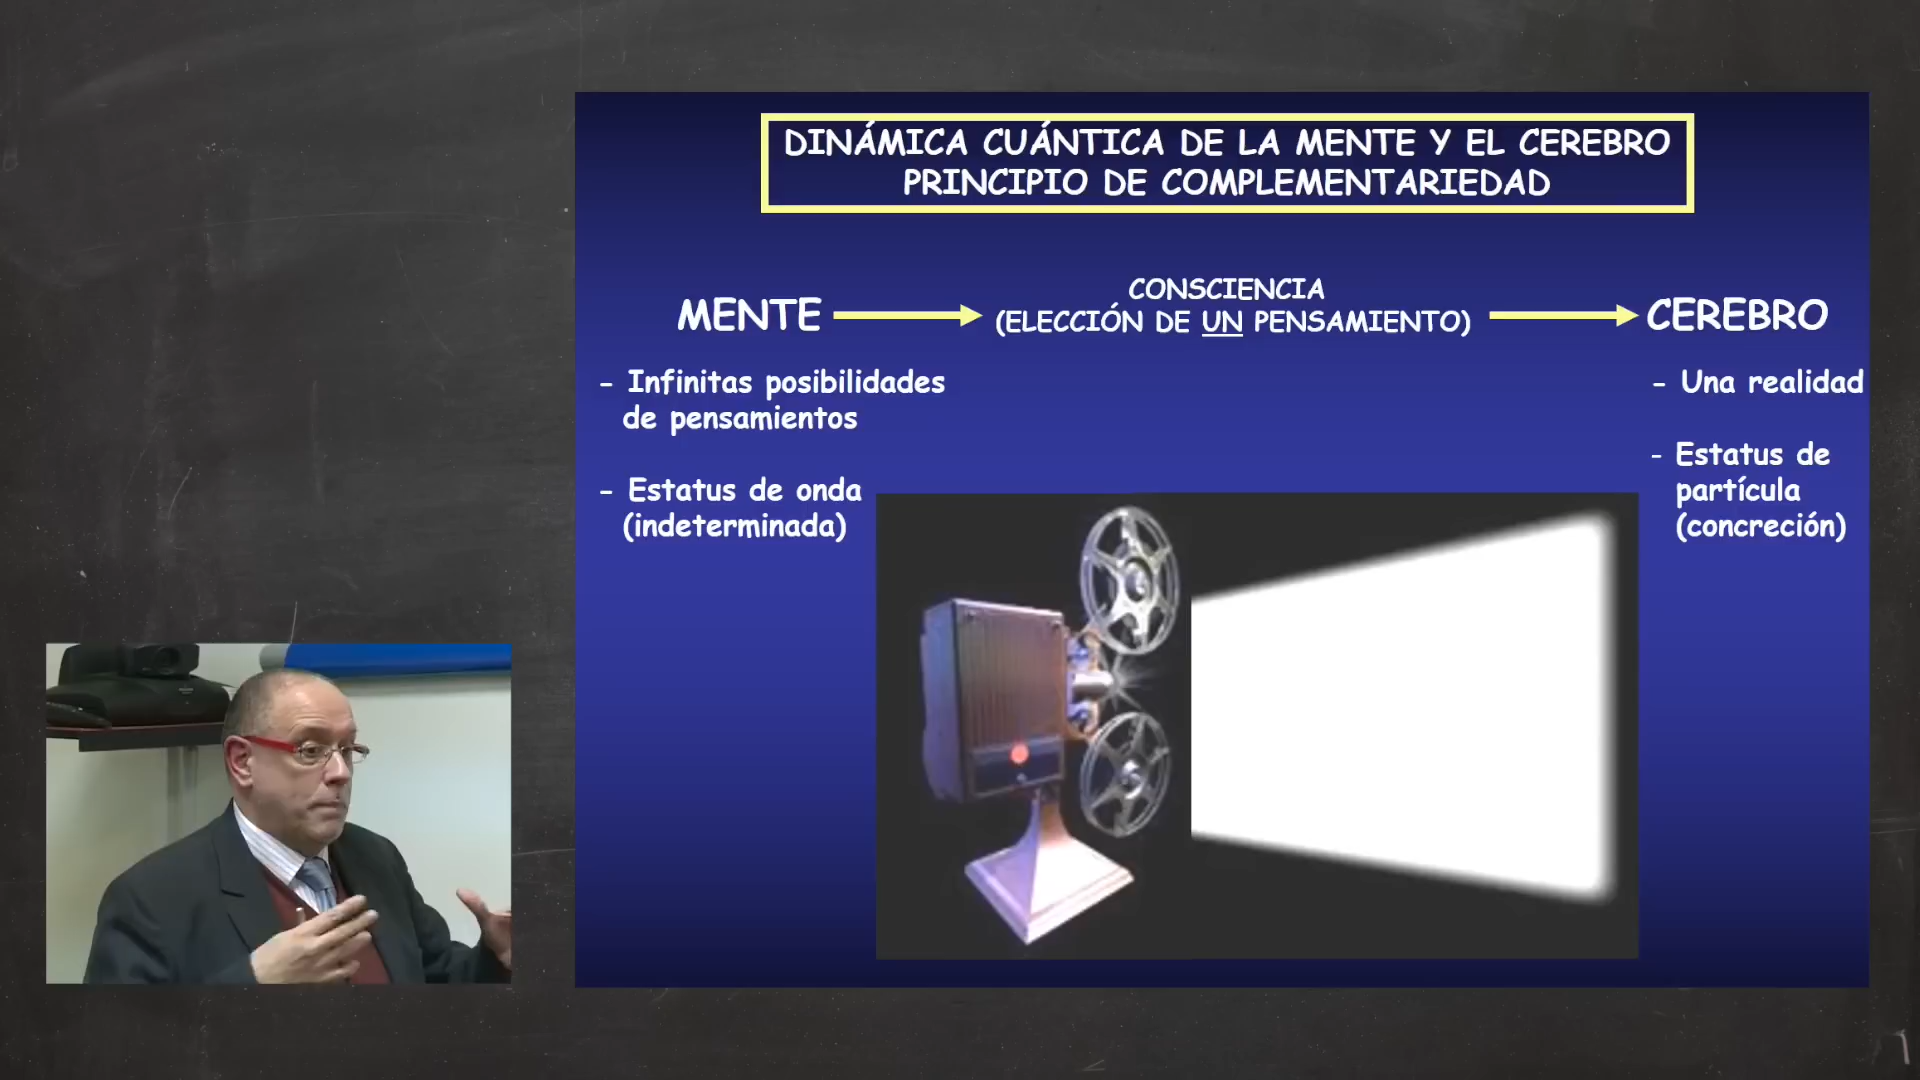 DINÁMICA CUÁNTICA DE LA MENTE Y EL CEREBRO
PRINCIPIO DE COMPLEMENTARIEDAD
MENTE
CONSCIENCIA
(ELECCIÓN DE UN PENSAMIENTO)
CEREBRO
- Infinitas posibilidades
de pensamientos
- Estatus de onda
(indeterminada)
- Una realidad
- Estatus de
partícula
(concreción)